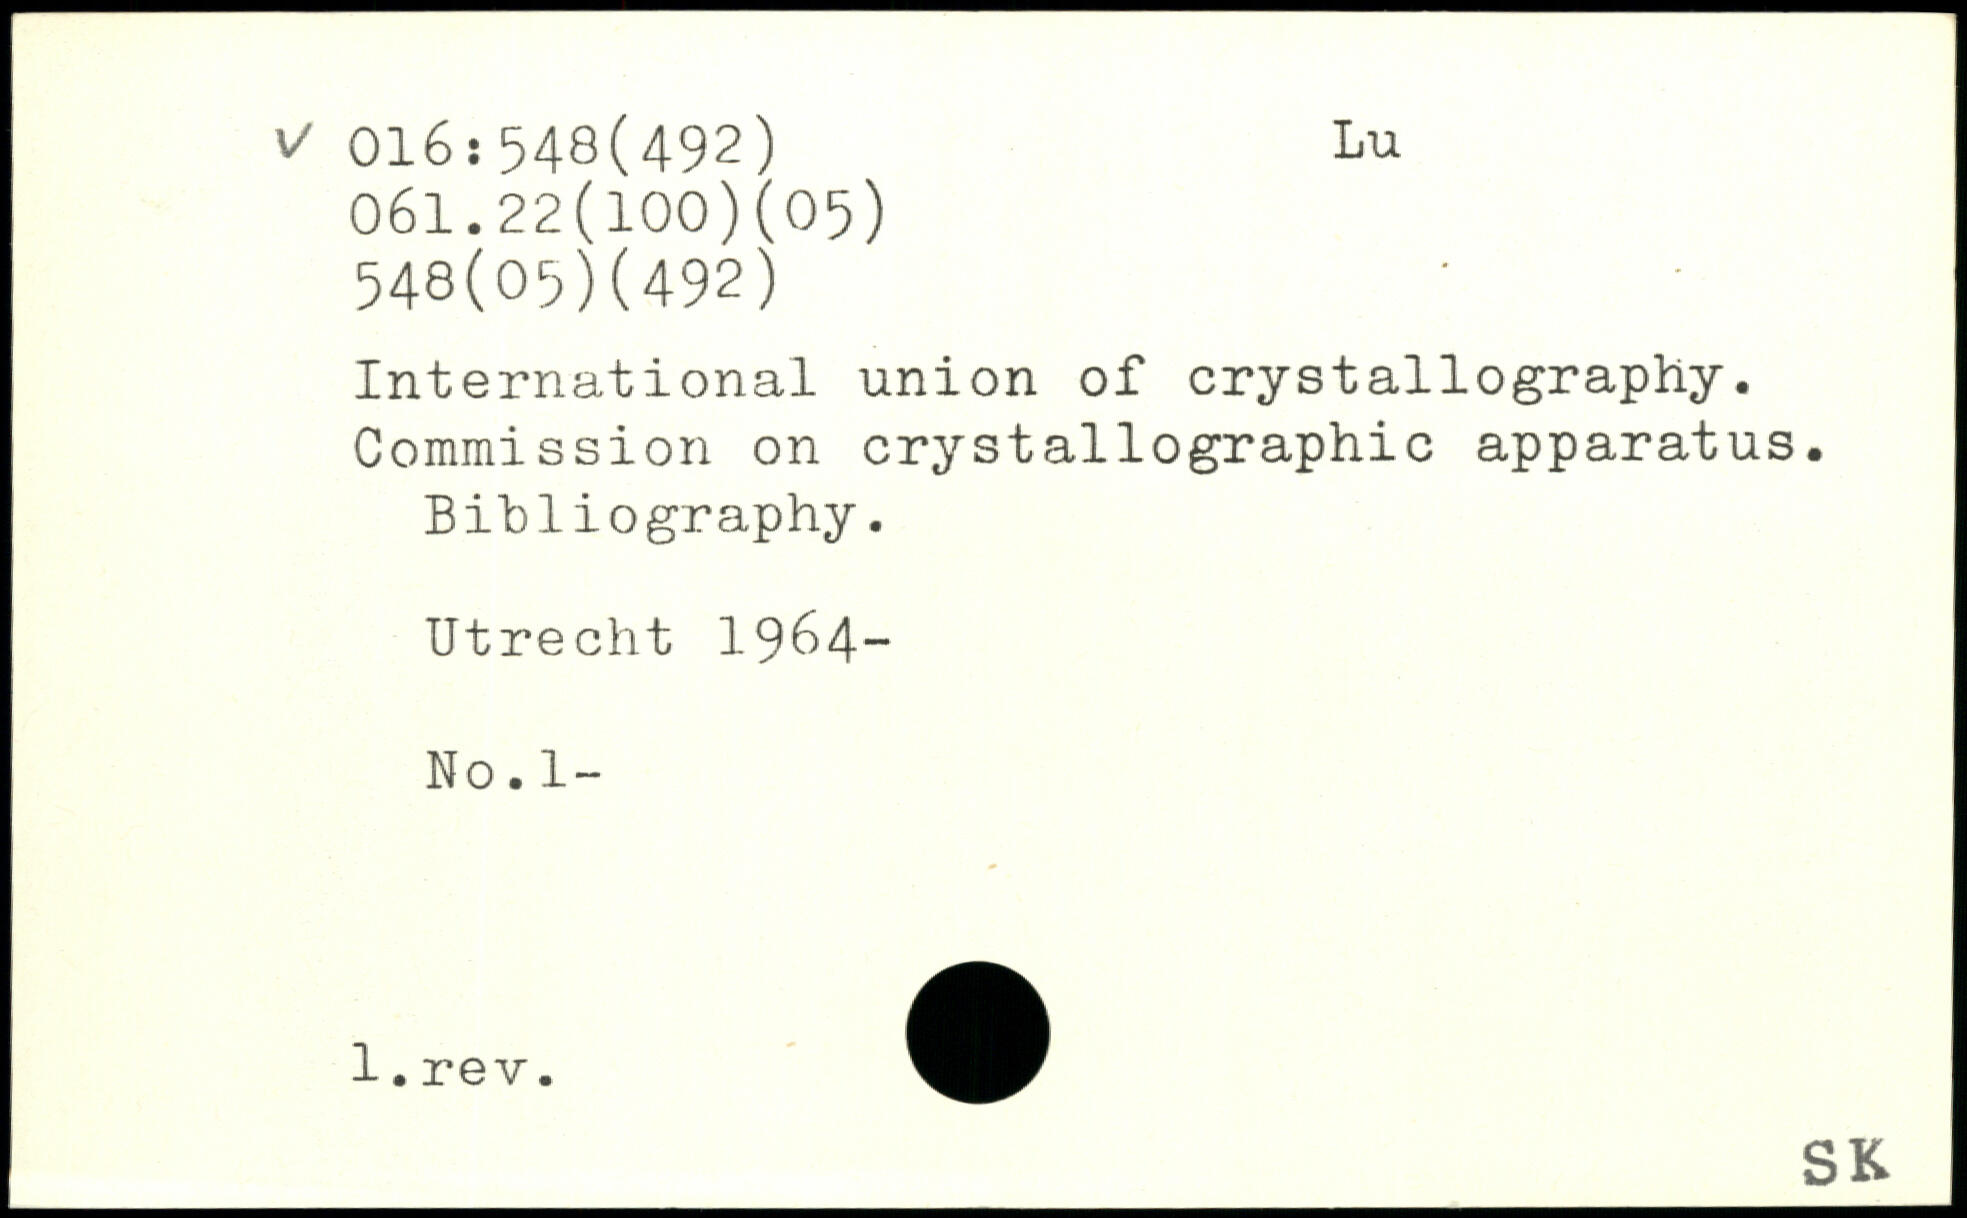 ✓ 016:548(492) Lu
061.22(100)(05)
548(05)(492)
International union of crystallography.
Commission on crystallographic apparatus.
Bibliography.
Utrecht 1964-
No.1-
1.rev.
SK